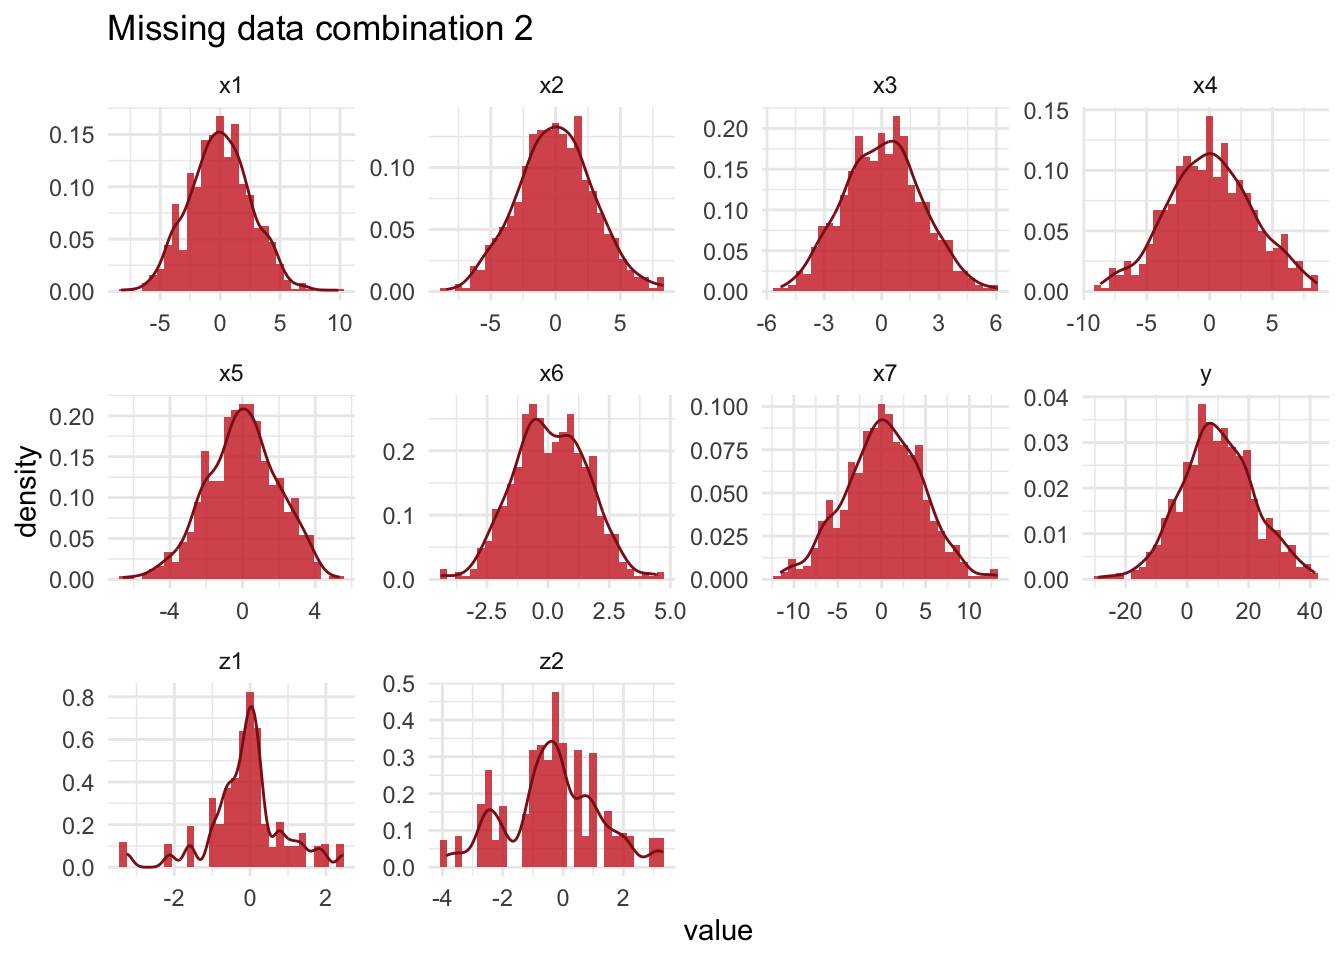 Missing data combination 2
x1 x2 x3 x4
0.15 0.10 0.05 0.00
-5 0 5 10
0.10 0.05 0.00
-5 0 5
0.20 0.15 0.10 0.05 0.00
-6 -3 0 3 6
0.15 0.10 0.05 0.00
-10 -5 0 5
x5 x6 x7 y
0.20 0.15 0.10 0.05 0.00
-4 0 4
0.2 0.1 0.0
-2.5 0.0 2.5 5.0
0.100 0.075 0.050 0.025 0.000
-10 -5 0 5 10
0.04 0.03 0.02 0.01 0.00
-20 0 20 40
z1 z2
0.8 0.6 0.4 0.2 0.0
-2 0 2
0.5 0.4 0.3 0.2 0.1 0.0
-4 -2 0 2
density
value